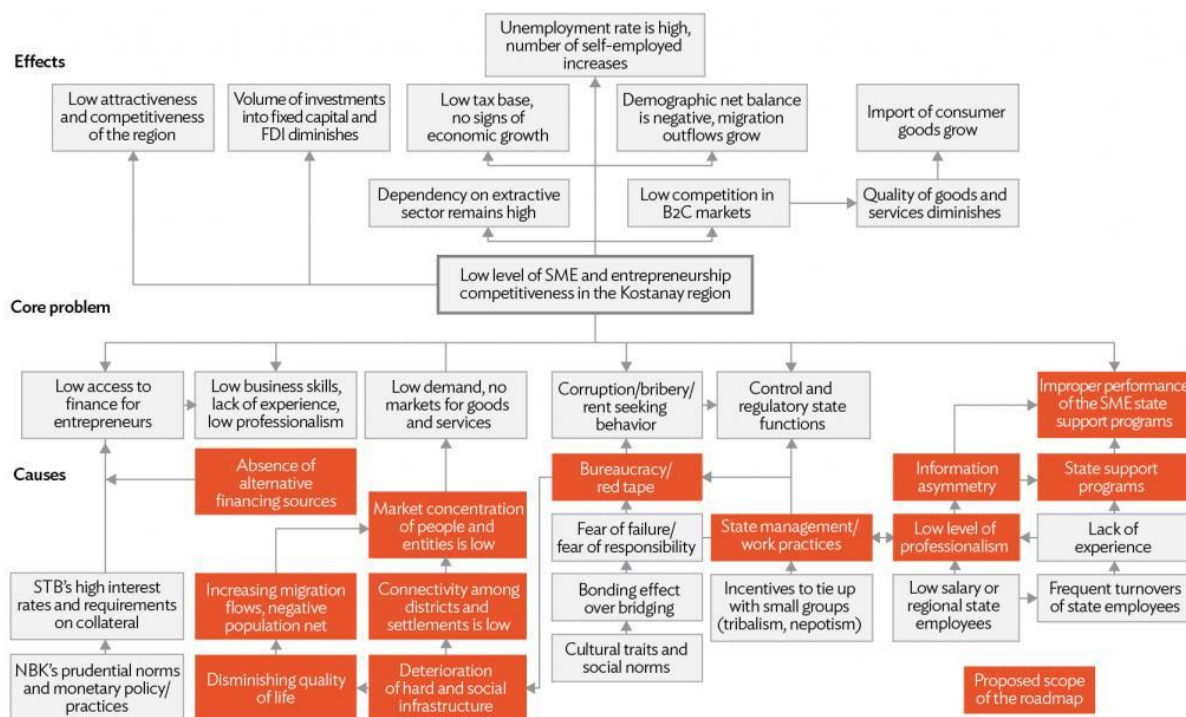 Unemployment rate is high,
number of self-employed
increases
Effects
Low attractiveness
and competitiveness
of the region
Volume of investments
into fixed capital and
FDI diminishes
Low tax base,
no signs of
economic growth
Demographic net balance
is negative, migration
outflows grow
Import of consumer
goods grow
Dependency on extractive
sector remains high
Low competition in
B2C markets
Quality of goods and
services diminishes
Low level of SME and entrepreneurship
competitiveness in the Kostanay region
Core problem
Low access to
finance for
entrepreneurs
Low business skills,
lack of experience,
low professionalism
Low demand, no
markets for goods
and services
Corruption/bribery/
rent seeking
behavior
Control and
regulatory state
functions
Improper performance
of the SME state
support programs
Causes
Absence of
alternative
financing sources
Bureaucracy/
red tape
Information
asymmetry
State support
programs
Market concentration
of people and
entities is low
Fear of failure/
fear of responsibility
State management/
work practices
Low level of
professionalism
Lack of
experience
STB's high interest
rates and requirements
on collateral
Increasing migration
flows, negative
population net
Connectivity among
districts and
settlements is low
Bonding effect
over bridging
Incentives to tie up
with small groups
(tribalism, nepotism)
Low salary or
regional state
employees
Frequent turnovers
of state employees
NBK's prudential norms
and monetary policy/
practices
Disminishing quality
of life
Deterioration
of hard and social
infrastructure
Cultural traits and
social norms
Proposed scope
of the roadmap